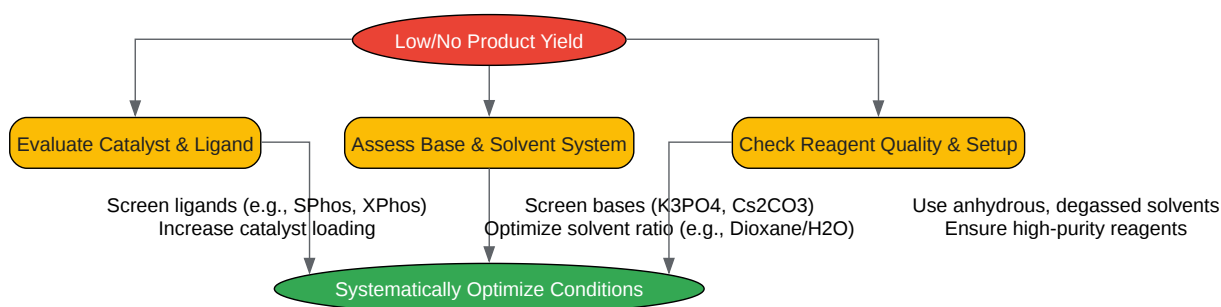 Low/No Product Yield
Evaluate Catalyst & Ligand
Assess Base & Solvent System
Check Reagent Quality & Setup
Screen ligands (e.g., SPhos, XPhos)
Increase catalyst loading
Screen bases (K3PO4, Cs2CO3)
Optimize solvent ratio (e.g., Dioxane/H2O)
Use anhydrous, degassed solvents
Ensure high-purity reagents
Systematically Optimize Conditions